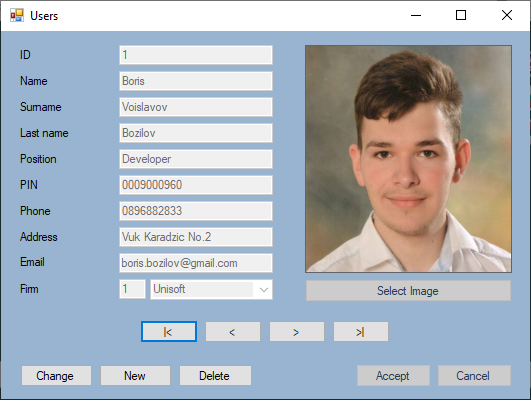 Users
ID 1
Name Boris
Surname Voislavov
Last name Bozilov
Position Developer
PIN 0009000960
Phone 0896882833
Address Vuk Karadzic No.2
Email boris.bozilov@gmail.com
Firm 1 Unisoft
Select Image
|< < > >|
Change New Delete Accept Cancel